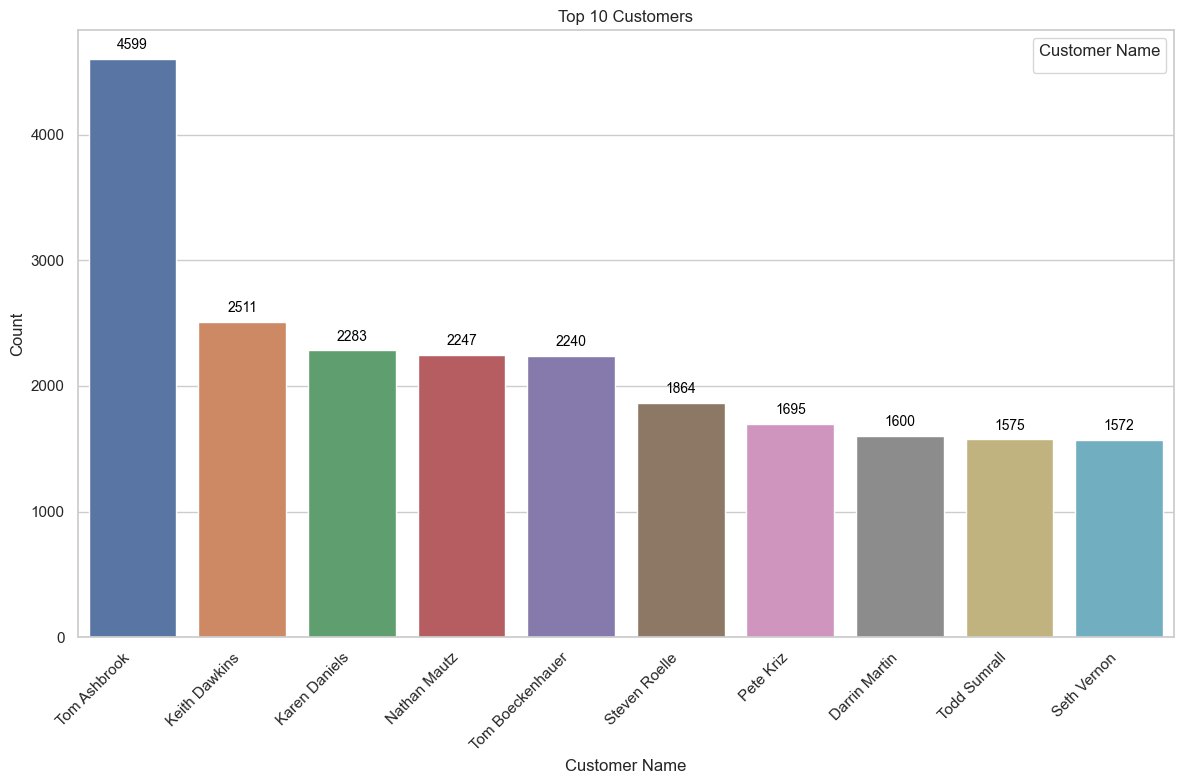 Top 10 Customers
Customer Name
4599
2511
2283
2247
2240
1864
1695
1600
1575
1572
4000
3000
2000
1000
0
Count
Tom Ashbrook
Keith Dawkins
Karen Daniels
Nathan Mautz
Tom Boeckenhauer
Steven Roelle
Pete Kriz
Darrin Martin
Todd Sumrall
Seth Vernon
Customer Name